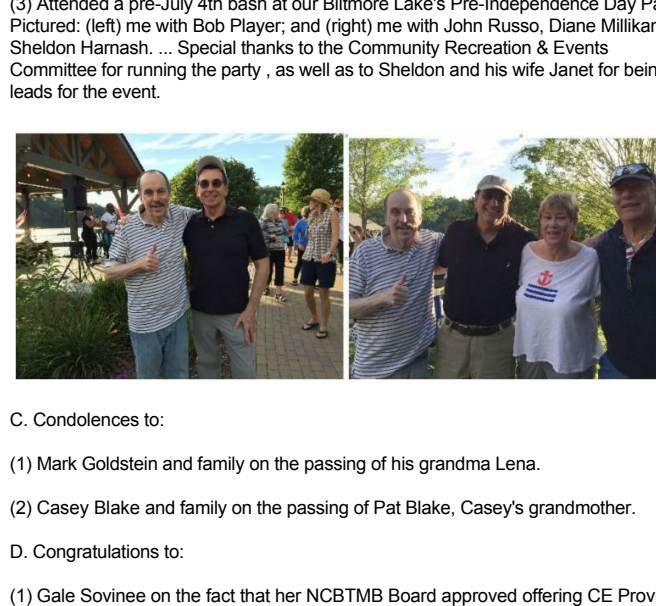 (3) Attended a pre-July 4th bash at our Biltmore Lake's Pre-Independence Day
Pictured: (left) me with Bob Player; and (right) me with John Russo, Diane Millikan
Sheldon Harnash. ... Special thanks to the Community Recreation & Events
Committee for running the party , as well as to Sheldon and his wife Janet for
leads for the event.
C. Condolences to:
(1) Mark Goldstein and family on the passing of his grandma Lena.
(2) Casey Blake and family on the passing of Pat Blake, Casey's grandmother.
D. Congratulations to:
(1) Gale Sovinee on the fact that her NCBTMB Board approved offering CE